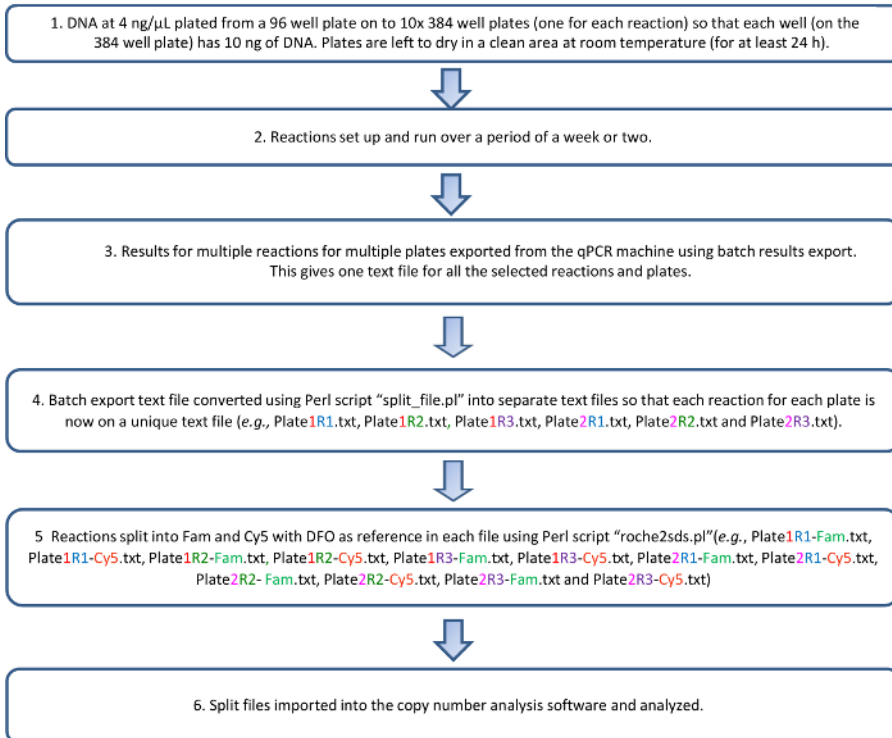 1. DNA at 4 ng/µL plated from a 96 well plate on to 10x 384 well plates (one for each reaction) so that each well (on the
384 well plate) has 10 ng of DNA. Plates are left to dry in a clean area at room temperature (for at least 24 h).
2. Reactions set up and run over a period of a week or two.
3. Results for multiple reactions for multiple plates exported from the qPCR machine using batch results export.
This gives one text file for all the selected reactions and plates.
4. Batch export text file converted using Perl script “split_file.pl” into separate text files so that each reaction for each plate is
now on a unique text file (e.g., Plate1R1.txt, Plate1R2.txt, Plate1R3.txt, Plate2R1.txt, Plate2R2.txt and Plate2R3.txt).
5 Reactions split into Fam and Cy5 with DFO as reference in each file using Perl script “roche2sds.pl”(e.g., Plate1R1-Fam.txt,
Plate1R1-Cy5.txt, Plate1R2-Fam.txt, Plate1R2-Cy5.txt, Plate1R3-Fam.txt, Plate1R3-Cy5.txt, Plate2R1-Fam.txt, Plate2R1-Cy5.txt,
Plate2R2- Fam.txt, Plate2R2-Cy5.txt, Plate2R3-Fam.txt and Plate2R3-Cy5.txt)
6. Split files imported into the copy number analysis software and analyzed.